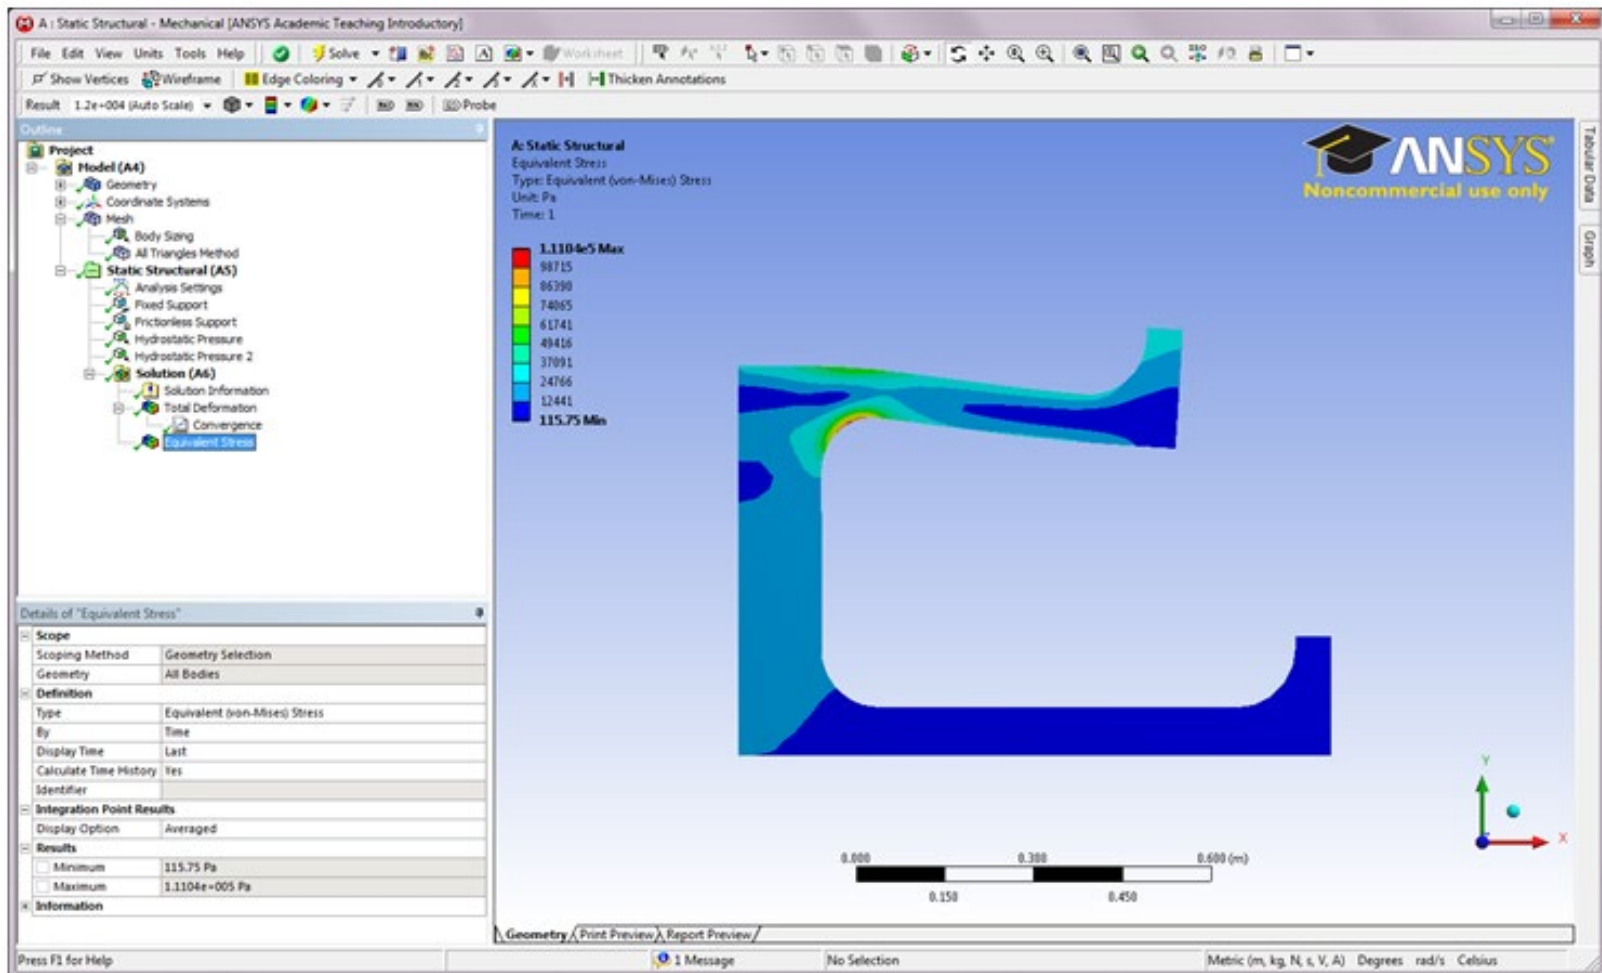 A : Static Structural - Mechanical [ANSYS Academic Teaching Introductory]
File Edit View Units Tools Help Solve Worksheet
Show Vertices Wireframe Edge Coloring Thicken Annotations
Result 1.2e+004 (Auto Scale) Probe
Outline
Project
Model (A4)
Geometry
Coordinate Systems
Mesh
Body Sizing
All Triangles Method
Static Structural (A5)
Analysis Settings
Fixed Support
Frictionless Support
Hydrostatic Pressure
Hydrostatic Pressure 2
Solution (A6)
Solution Information
Total Deformation
Convergence
Equivalent Stress
Details of "Equivalent Stress"
Scope
Scoping Method Geometry Selection
Geometry All Bodies
Definition
Type Equivalent (von-Mises) Stress
By Time
Display Time Last
Calculate Time History Yes
Identifier
Integration Point Results
Display Option Averaged
Results
Minimum 115.75 Pa
Maximum 1.1104e+005 Pa
Information
A: Static Structural
Equivalent Stress
Type: Equivalent (von-Mises) Stress
Unit: Pa
Time: 1
1.1104e5 Max
98715
86390
74065
61741
49416
37091
24766
12441
115.75 Min
ANSYS
Noncommercial use only
Y
X
0.000 0.300 0.600 (m)
0.150 0.450
Geometry Print Preview Report Preview
Tabular Data
Graph
Press F1 for Help 1 Message No Selection Metric (m, kg, N, s, V, A) Degrees rad/s Celsius